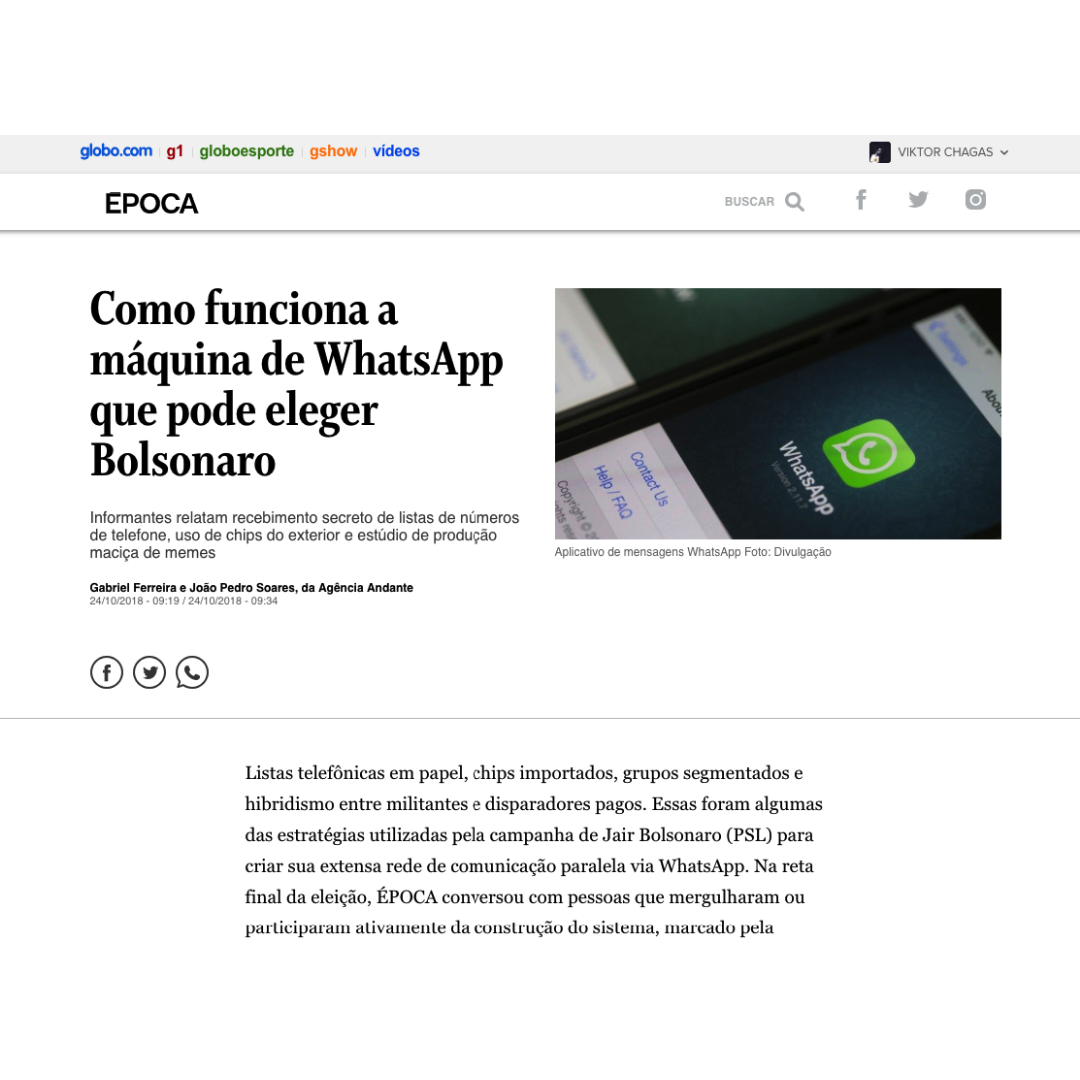 globo.com g1 globoesporte gshow vídeos VIKTOR CHAGAS
ÉPOCA BUSCAR
Como funciona a
máquina de WhatsApp
que pode eleger
Bolsonaro
Informantes relatam recebimento secreto de listas de números
de telefone, uso de chips do exterior e estúdio de produção
maciça de memes
Gabriel Ferreira e João Pedro Soares, da Agência Andante
24/10/2018 - 09:19 / 24/10/2018 - 09:34
Settings
About
WhatsApp
Version 2.11.7
Contact Us
Help / FAQ
Copyright © 2
Aplicativo de mensagens WhatsApp Foto: Divulgação
Listas telefônicas em papel, chips importados, grupos segmentados e
hibridismo entre militantes e disparadores pagos. Essas foram algumas
das estratégias utilizadas pela campanha de Jair Bolsonaro (PSL) para
criar sua extensa rede de comunicação paralela via WhatsApp. Na reta
final da eleição, ÉPOCA conversou com pessoas que mergulharam ou
participaram ativamente da construção do sistema, marcado pela